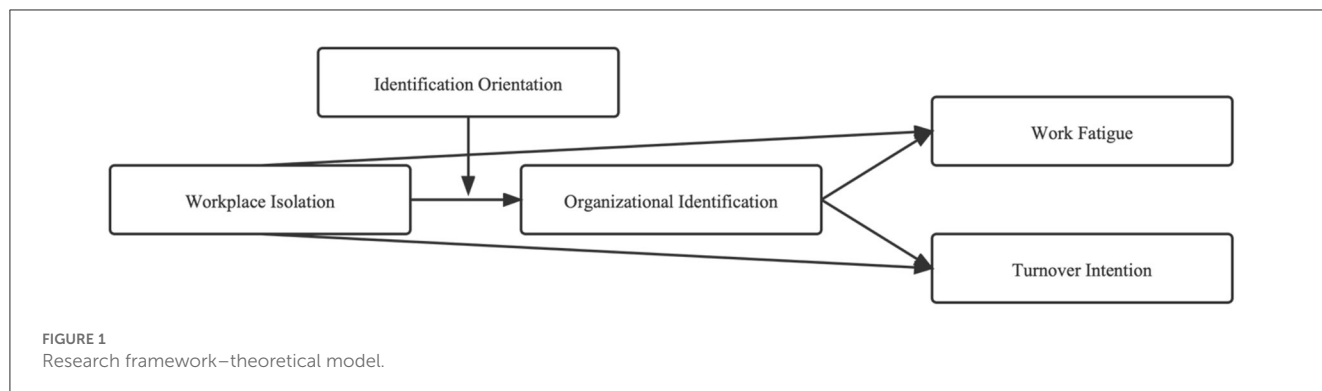 Identification Orientation
Work Fatigue
Workplace Isolation
Organizational Identification
Turnover Intention
FIGURE 1
Research framework–theoretical model.